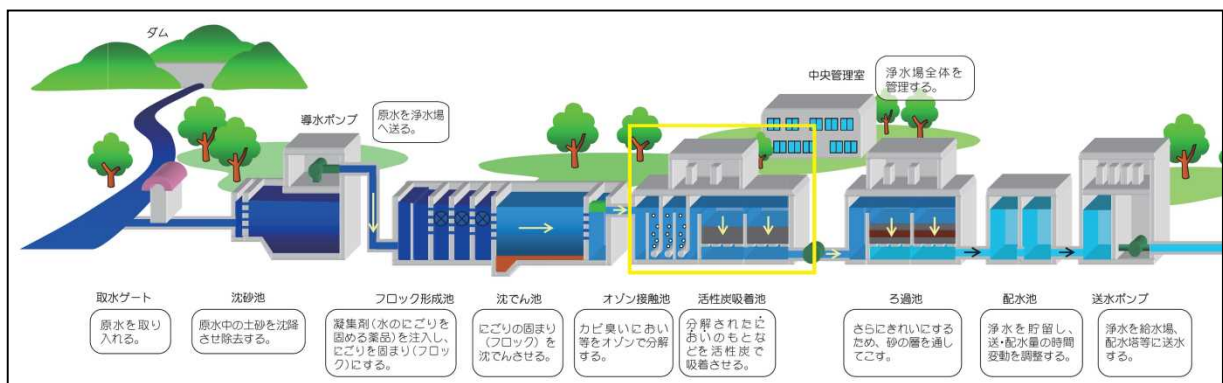 ダム
導水ポンプ
原水を浄水場
へ送る。
中央管理室
浄水場全体を
管理する。
取水ゲート
原水を取り
入れる。
沈砂池
原水中の土砂を沈降
させ除去する。
フロック形成池
凝集剤(水のにごりを
固める薬品)を注入し、
にごりを固まり(フロッ
ク)にする。
沈でん池
にごりの固まり
(フロック)を
沈でんさせる。
オゾン接触池
カビ臭いにおい
等をオゾンで分解
する。
活性炭吸着池
分解されたに
おいのもとな
どを活性炭で
吸着させる。
ろ過池
さらにきれいにする
ため、砂の層を通し
てこす。
配水池
浄水を貯留し、
送・配水量の時間
変動を調整する。
送水ポンプ
浄水を給水場、
配水塔等に送水
する。